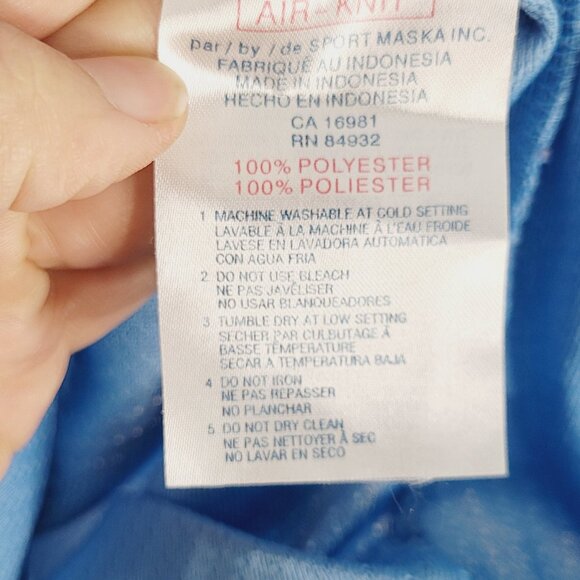 AIR-KNIT
par / by / de SPORT MASKA INC.
FABRIQUÉ AU INDONESIA
MADE IN INDONESIA
HECHO EN INDONESIA
CA 16981
RN 84932
100% POLYESTER
100% POLIESTER
1 MACHINE WASHABLE AT COLD SETTING
LAVABLE À LA MACHINE À L'EAU FROIDE
LAVESE EN LAVADORA AUTOMATICA
CON AGUA FRIA
2 DO NOT USE BLEACH
NE PAS JAVÉLISER
NO USAR BLANQUEADORES
3 TUMBLE DRY AT LOW SETTING
SÉCHER PAR CULBUTAGE À
BASSE TEMPÉRATURE
SECAR A TEMPERATURA BAJA
4 DO NOT IRON
NE PAS REPASSER
NO PLANCHAR
5 DO NOT DRY CLEAN
NE PAS NETTOYER À SEC
NO LAVAR EN SECO